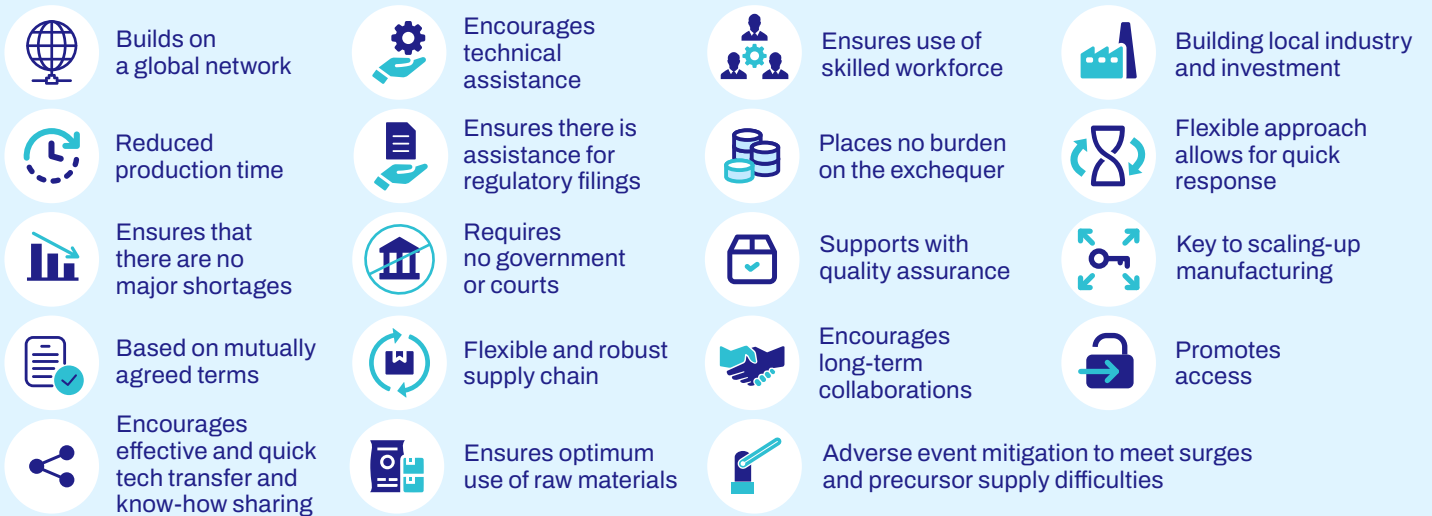 Builds on
a global network
Encourages
technical
assistance
Ensures use of
skilled workforce
Building local industry
and investment
Reduced
production time
Ensures there is
assistance for
regulatory filings
Places no burden
on the exchequer
Flexible approach
allows for quick
response
Ensures that
there are no
major shortages
Requires
no government
or courts
Supports with
quality assurance
Key to scaling-up
manufacturing
Based on mutually
agreed terms
Flexible and robust
supply chain
Encourages
long-term
collaborations
Promotes
access
Encourages
effective and quick
tech transfer and
know-how sharing
Ensures optimum
use of raw materials
Adverse event mitigation to meet surges
and precursor supply difficulties